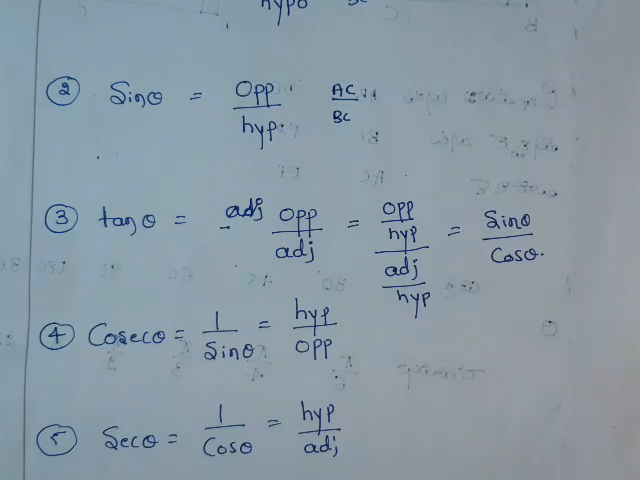 hypo BC
② Sinθ = Opp/hyp. AC/BC
③ tanθ = adj Opp/adj = (Opp/hyp)/(adj/hyp) = Sinθ/Cosθ.
④ Cosecθ = 1/Sinθ = hyp/Opp
⑤ Secθ = 1/Cosθ = hyp/adj